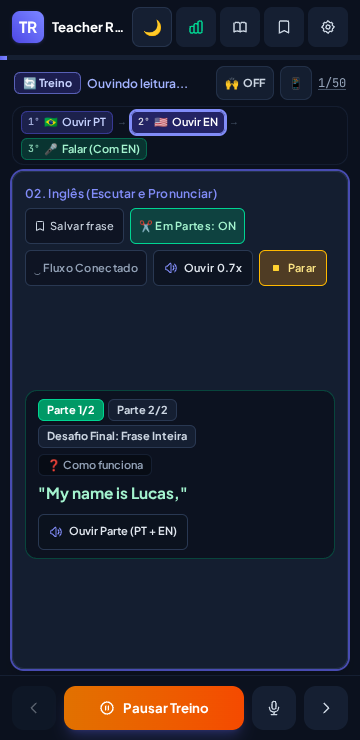 TR Teacher R...
Treino Ouvindo leitura... OFF 1/50
1° Ouvir PT → 2° Ouvir EN →
3° Falar (Com EN)
02. Inglês (Escutar e Pronunciar)
Salvar frase Em Partes: ON
Fluxo Conectado Ouvir 0.7x Parar
Parte 1/2 Parte 2/2
Desafio Final: Frase Inteira
? Como funciona
"My name is Lucas,"
Ouvir Parte (PT + EN)
Pausar Treino